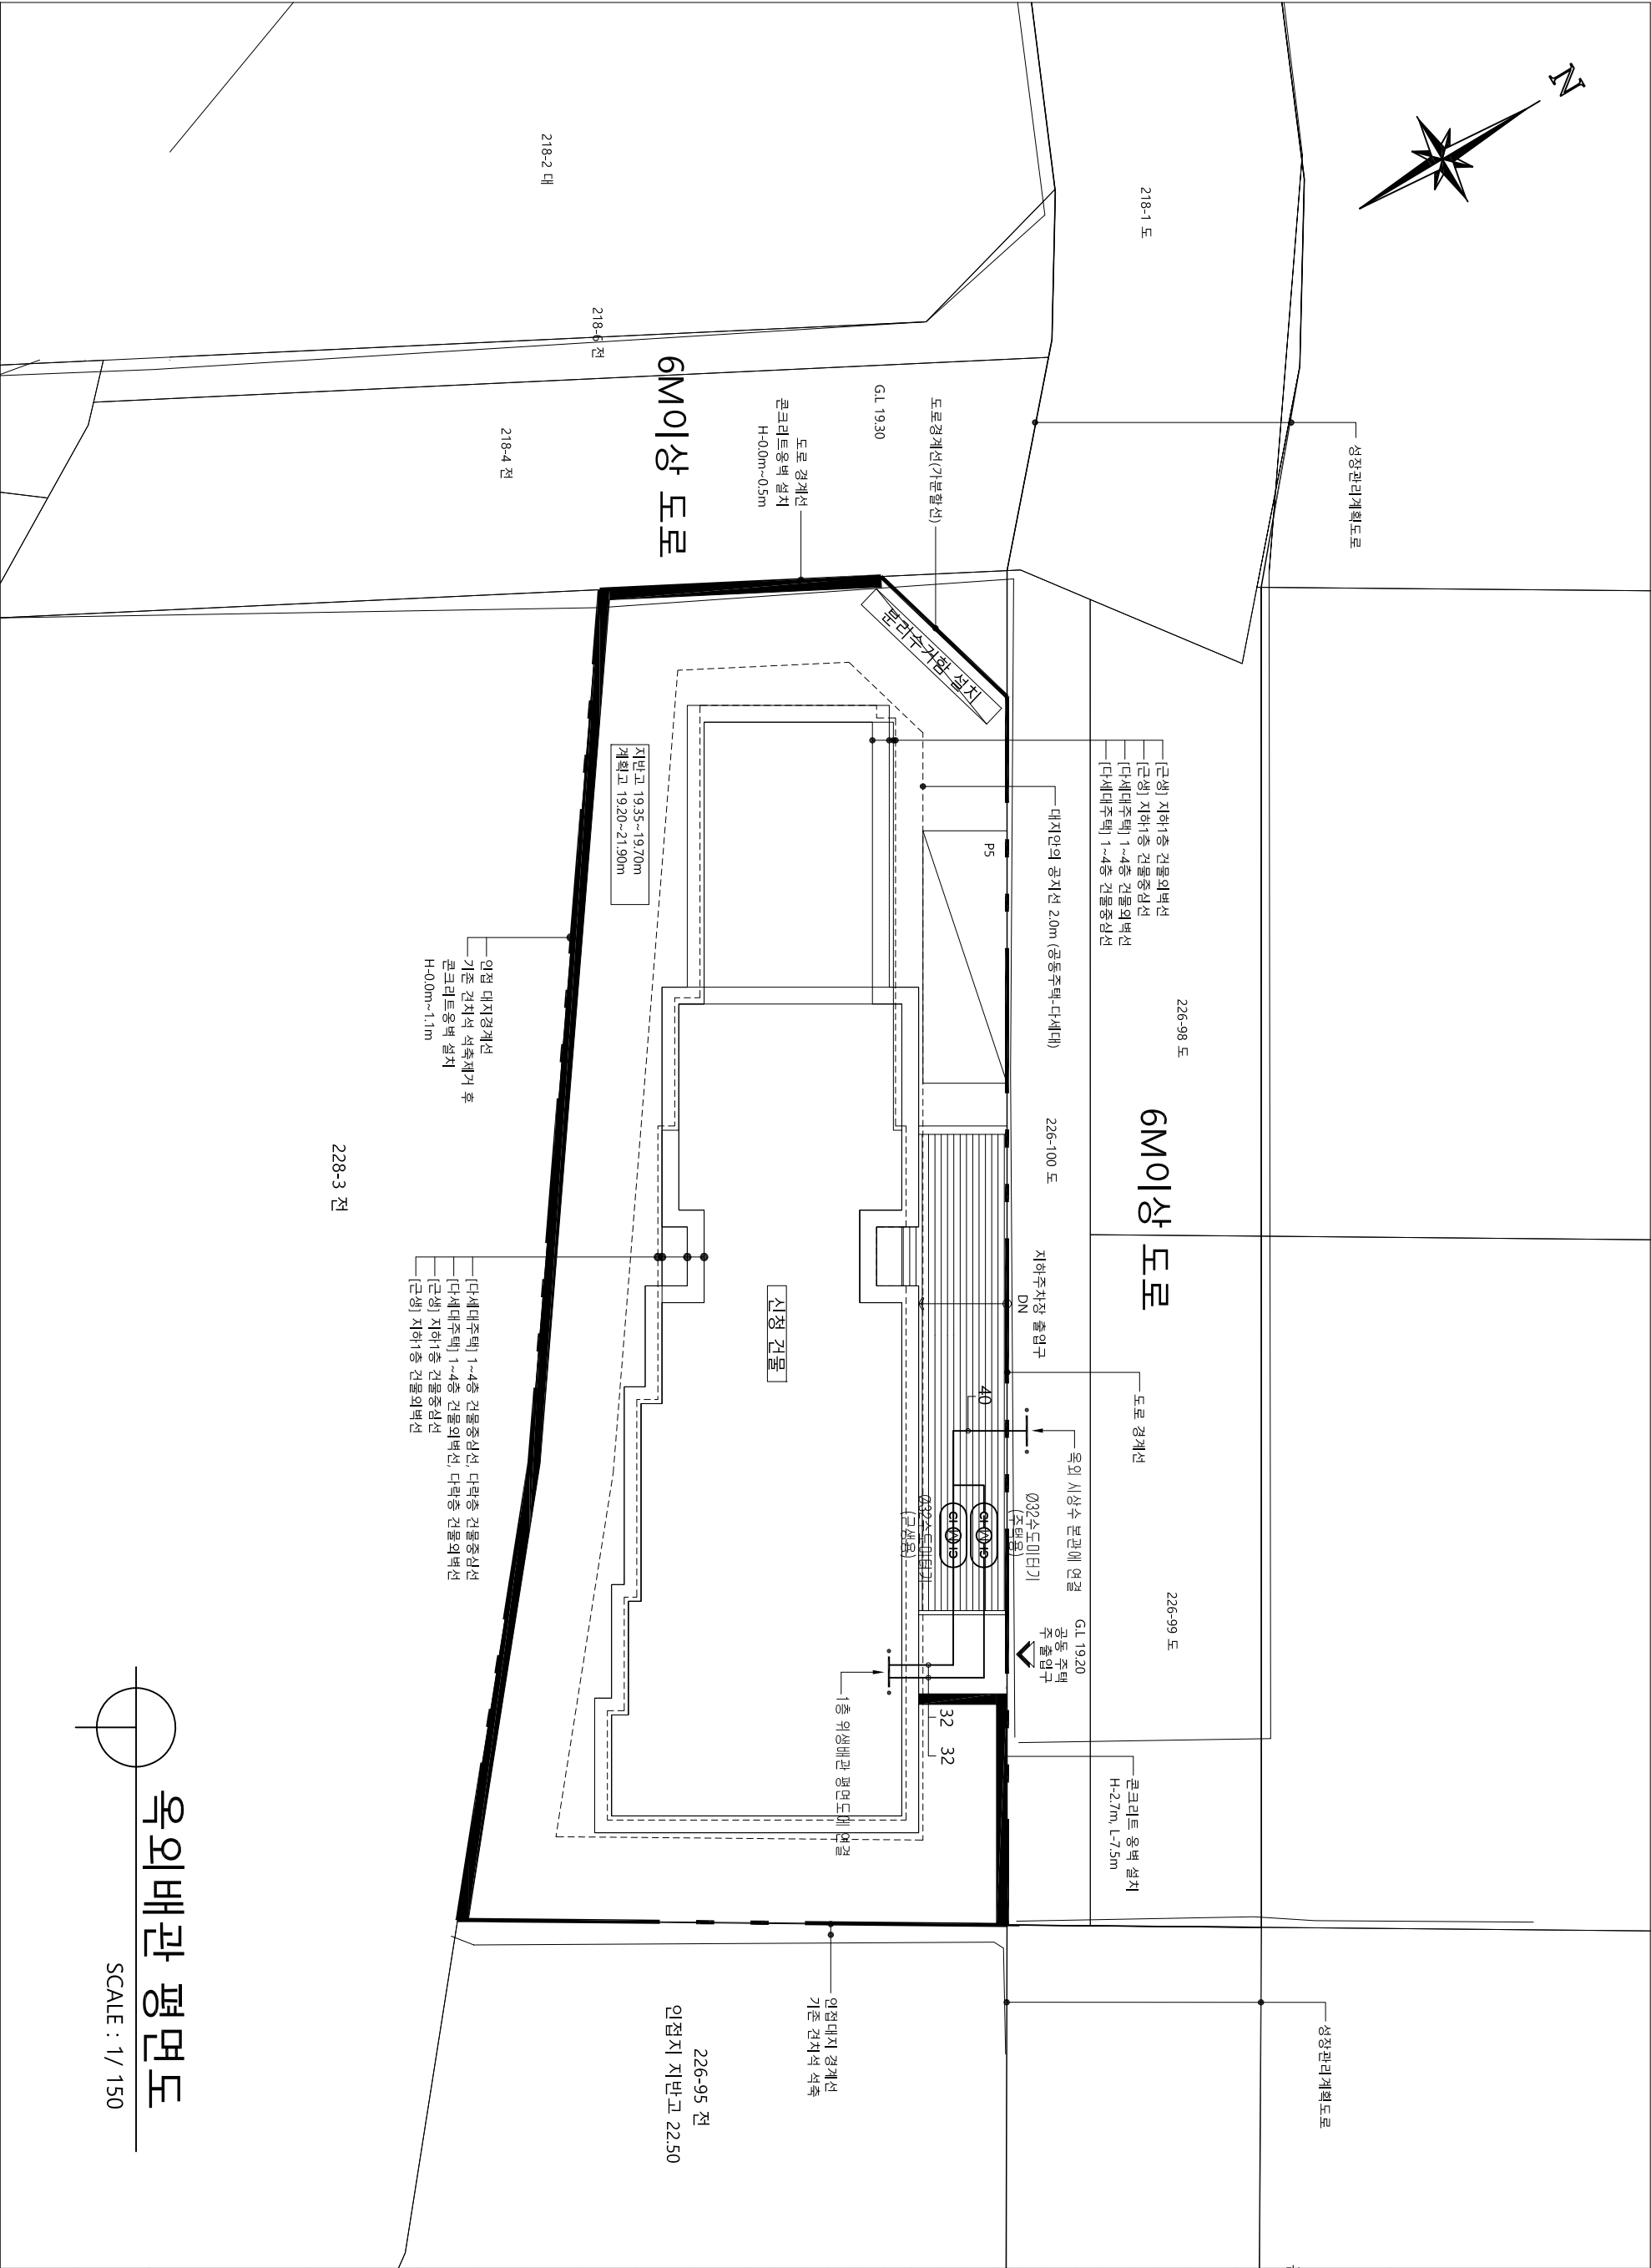 N
218-2 대
218-1 도
218-6 전
6M이상 도로
218-4 전
G.L 19.30
도로경계선(가분할선)
도로 경계선
콘크리트옹벽 설치
H-0.0m~0.5m
성장관리계획도로
분리수거함 설치
지반고 19.35~19.70m
계획고 19.20~21.90m
[근생] 지하1층 건물외벽선
[근생] 지하1층 건물중심선
[다세대주택] 1~4층 건물외벽선
[다세대주택] 1~4층 건물중심선
대지안의 공지선 2.0m (공동주택-다세대)
P5
인접 대지경계선
기존 견치석 석축제거 후
콘크리트옹벽 설치
H-0.0m~1.1m
226-98 도
226-100 도
6M이상 도로
228-3 전
지하주차장 출입구
DN
신청 건물
[다세대주택] 1~4층 건물중심선, 다락층 건물중심선
[다세대주택] 1~4층 건물외벽선, 다락층 건물외벽선
[근생] 지하1층 건물중심선
[근생] 지하1층 건물외벽선
도로 경계선
40
옥외 시상수 분관에 연결
Ø32수도미터기
(주택용)
M
M
Ø32수도미터기
(근생용)
226-99 도
G.L 19.20
공동 주택
주 출입구
32
32
1층 위생배관 평면도에 연결
콘크리트 옹벽 설치
H-2.7m, L-7.5m
인접대지 경계선
기존 견치석 석축
226-95 전
인접지 지반고 22.50
성장관리계획도로
옥외배관 평면도
SCALE : 1/ 150